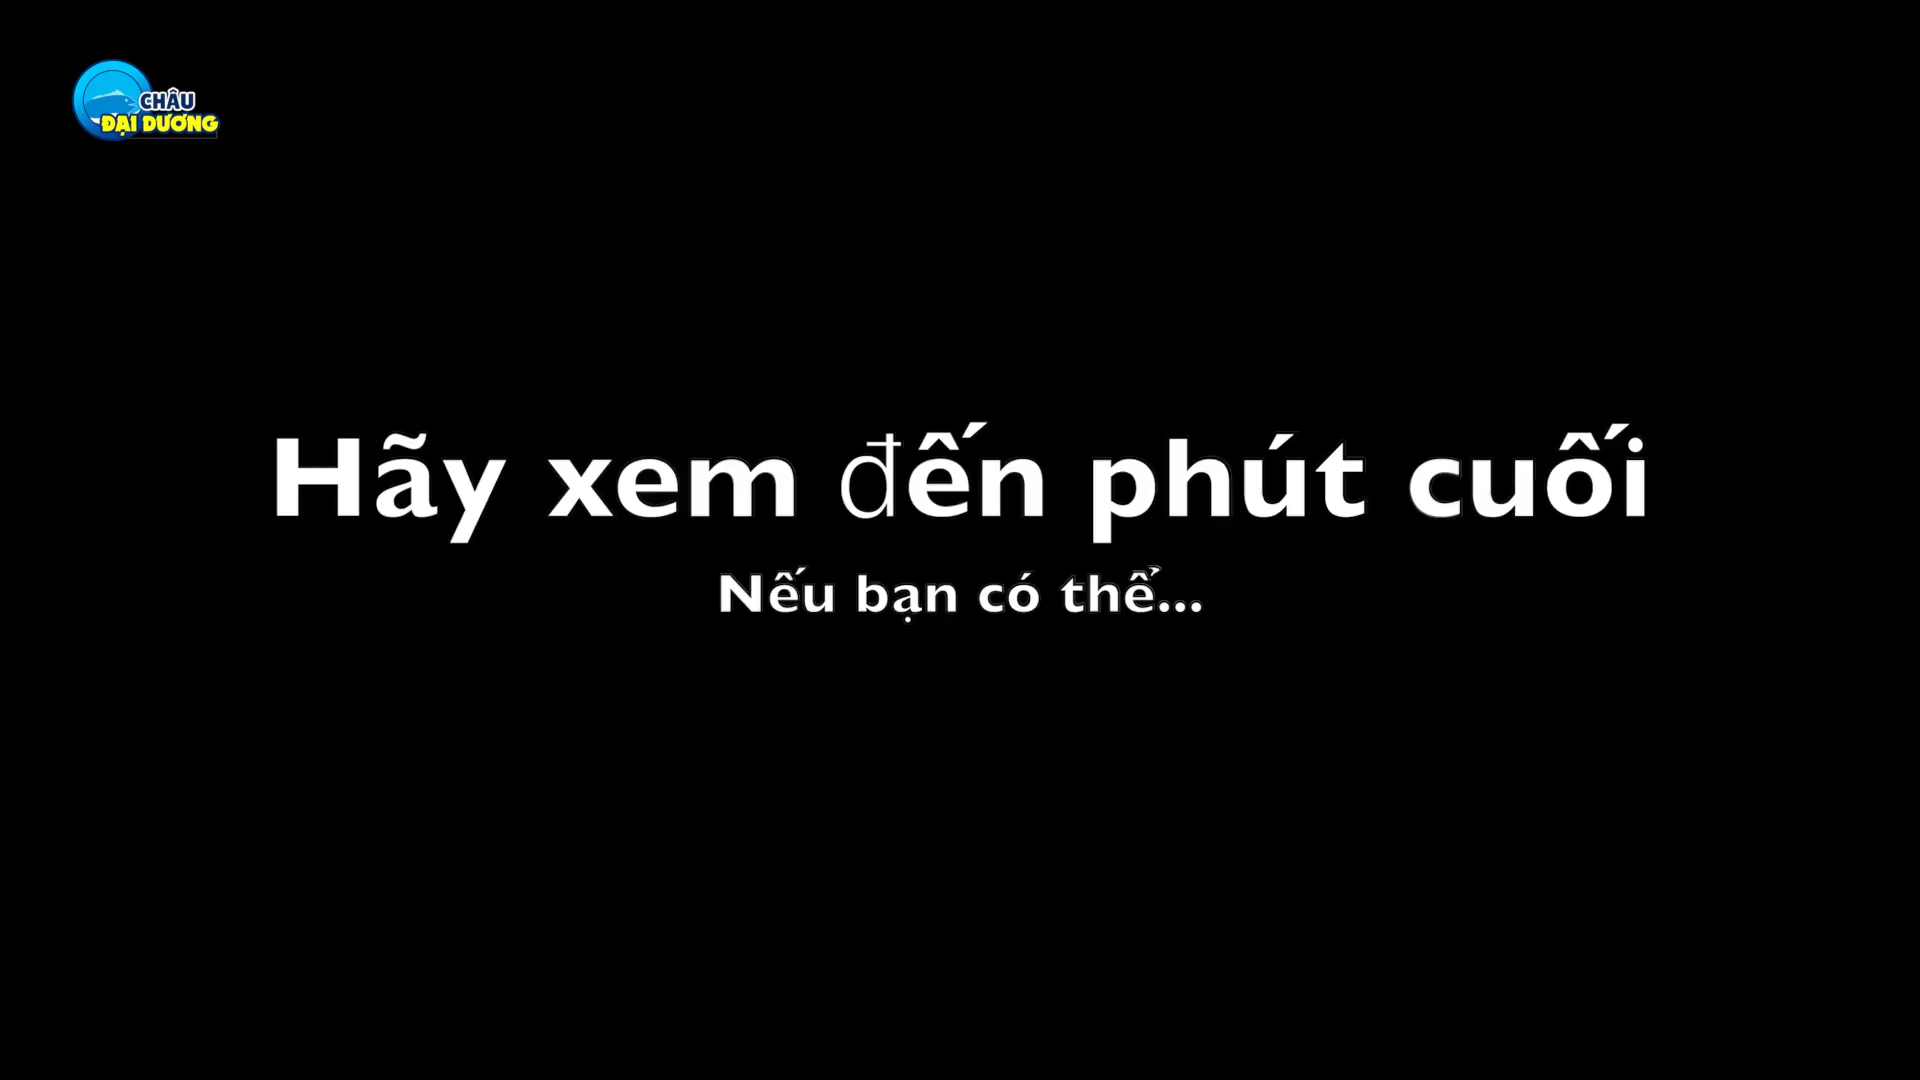 CHÂU
ĐẠI DƯƠNG
Hãy xem đến phút cuối
Nếu bạn có thể...